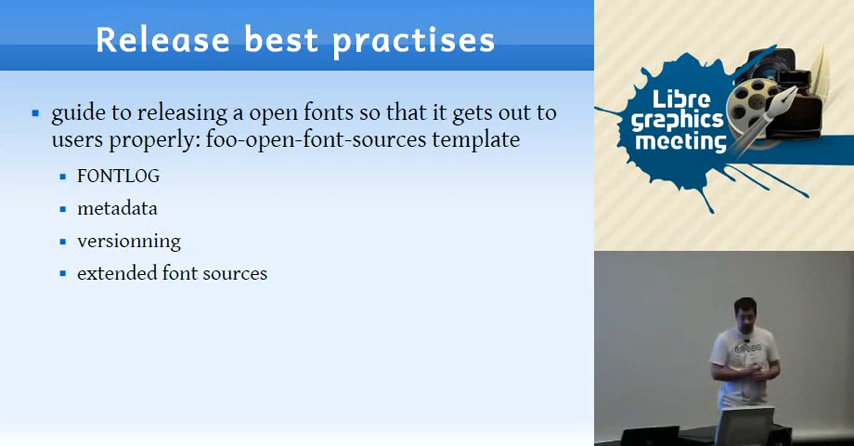 Release best practises
guide to releasing a open fonts so that it gets out to
users properly: foo-open-font-sources template
FONTLOG
metadata
versionning
extended font sources
Libre
graphics
meeting